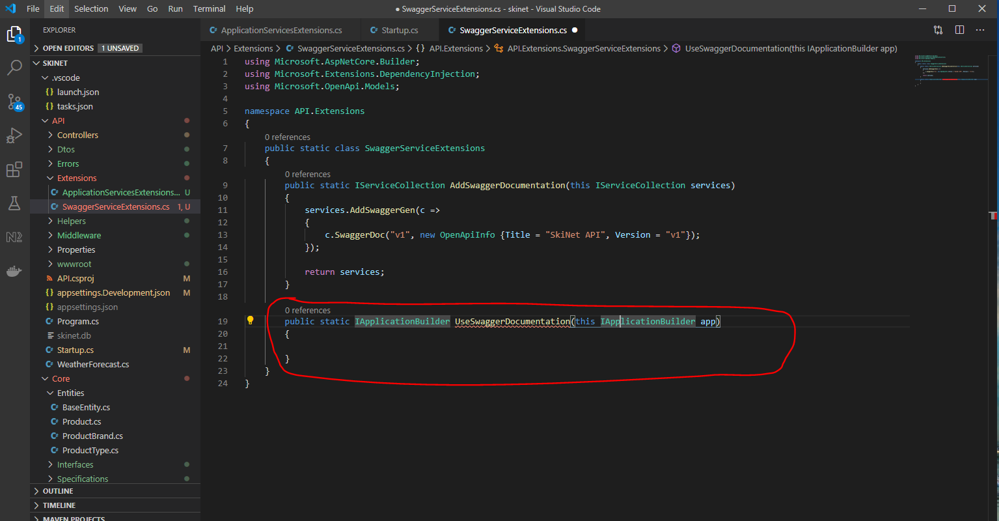 File Edit Selection View Go Run Terminal Help
● SwaggerServiceExtensions.cs - skinet - Visual Studio Code
EXPLORER
OPEN EDITORS 1 UNSAVED
SKINET
.vscode
{} launch.json
{} tasks.json
API
Controllers
Dtos
Errors
Extensions
C# ApplicationServicesExtensions... U
C# SwaggerServiceExtensions.cs 1, U
Helpers
Middleware
Properties
wwwroot
API.csproj M
{} appsettings.Development.json M
{} appsettings.json
C# Program.cs
skinet.db
C# Startup.cs M
C# WeatherForecast.cs
Core
Entities
C# BaseEntity.cs
C# Product.cs
C# ProductBrand.cs
C# ProductType.cs
Interfaces
Specifications
OUTLINE
TIMELINE
MAVEN PROJECTS
1
45
N2
C# ApplicationServicesExtensions.cs C# Startup.cs C# SwaggerServiceExtensions.cs ●
API > Extensions > C# SwaggerServiceExtensions.cs > {} API.Extensions > API.Extensions.SwaggerServiceExtensions > UseSwaggerDocumentation(this IApplicationBuilder app)
1 using Microsoft.AspNetCore.Builder;
2 using Microsoft.Extensions.DependencyInjection;
3 using Microsoft.OpenApi.Models;
4
5 namespace API.Extensions
6 {
0 references
7 public static class SwaggerServiceExtensions
8 {
0 references
9 public static IServiceCollection AddSwaggerDocumentation(this IServiceCollection services)
10 {
11 services.AddSwaggerGen(c =>
12 {
13 c.SwaggerDoc("v1", new OpenApiInfo {Title = "SkiNet API", Version = "v1"});
14 });
15
16 return services;
17 }
18
0 references
19 public static IApplicationBuilder UseSwaggerDocumentation(this IApplicationBuilder app)
20 {
21
22 }
23 }
24 }